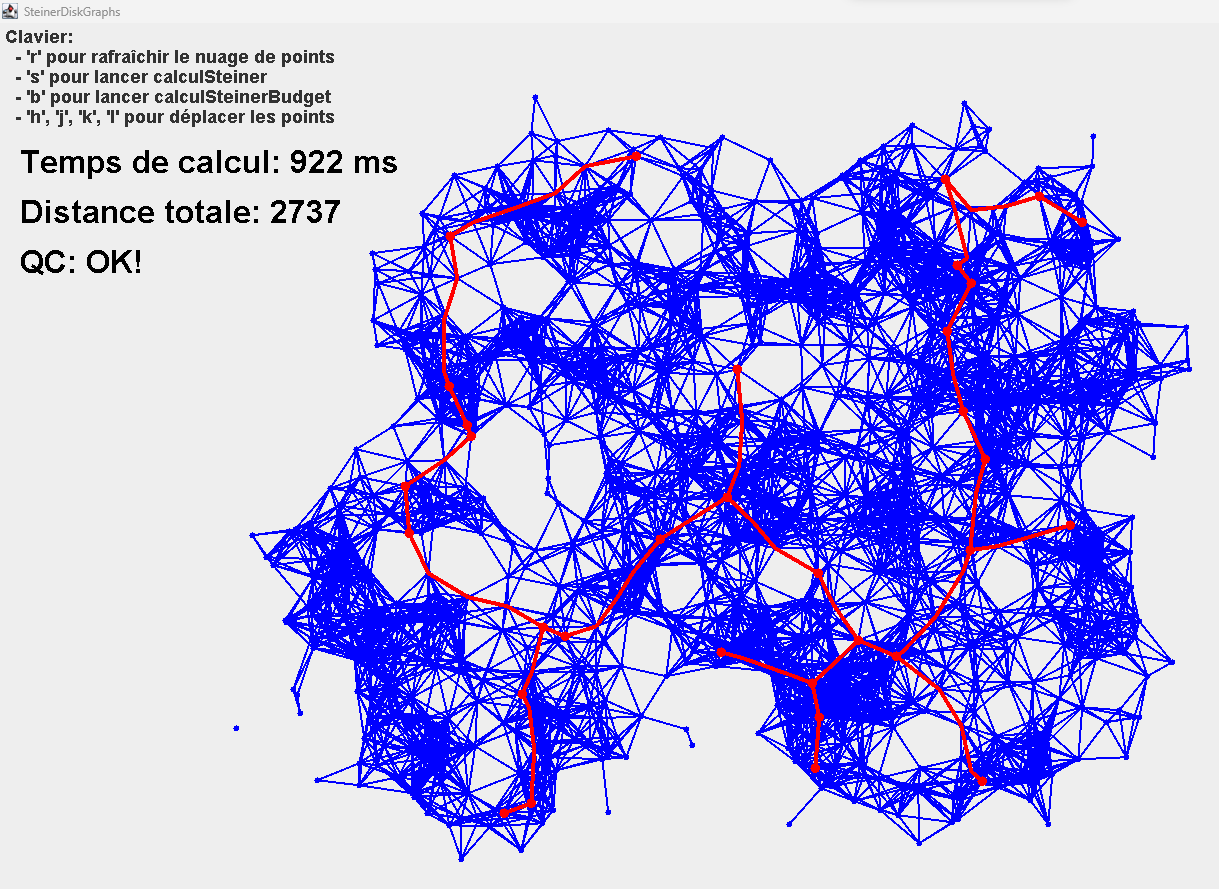 SteinerDiskGraphs
Clavier:
- 'r' pour rafraîchir le nuage de points
- 's' pour lancer calculSteiner
- 'b' pour lancer calculSteinerBudget
- 'h', 'j', 'k', 'l' pour déplacer les points
Temps de calcul: 922 ms
Distance totale: 2737
QC: OK!